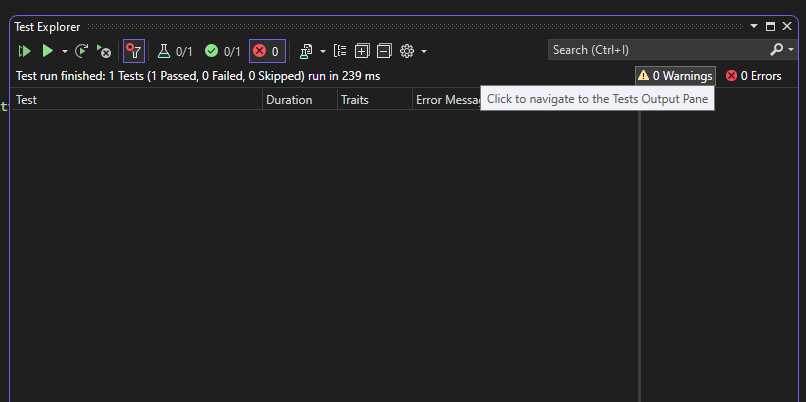 Test Explorer
0/1 0/1 0 Search (Ctrl+I)
Test run finished: 1 Tests (1 Passed, 0 Failed, 0 Skipped) run in 239 ms 0 Warnings 0 Errors
Test Duration Traits Error Messa
Click to navigate to the Tests Output Pane